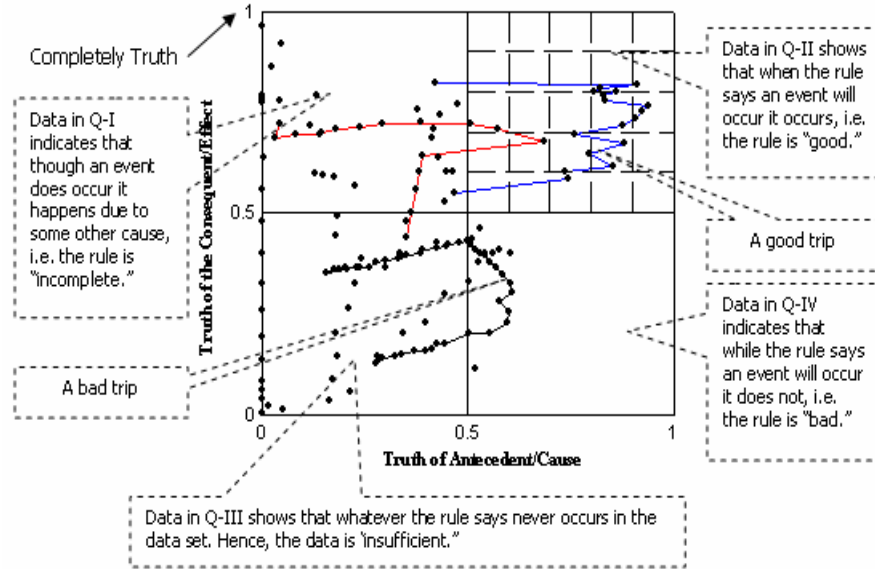 Completely Truth
1
Data in Q-I
indicates that
though an event
does occur it
happens due to
some other cause,
i.e. the rule is
"incomplete."
Truth of the Consequent/Effect
0.5
0
Data in Q-II shows
that when the rule
says an event will
occur it occurs, i.e.
the rule is "good."
A good trip
Data in Q-IV
indicates that
while the rule says
an event will occur
it does not, i.e.
the rule is "bad."
A bad trip
0
0.5
1
Truth of Antecedent/Cause
Data in Q-III shows that whatever the rule says never occurs in the
data set. Hence, the data is 'insufficient."